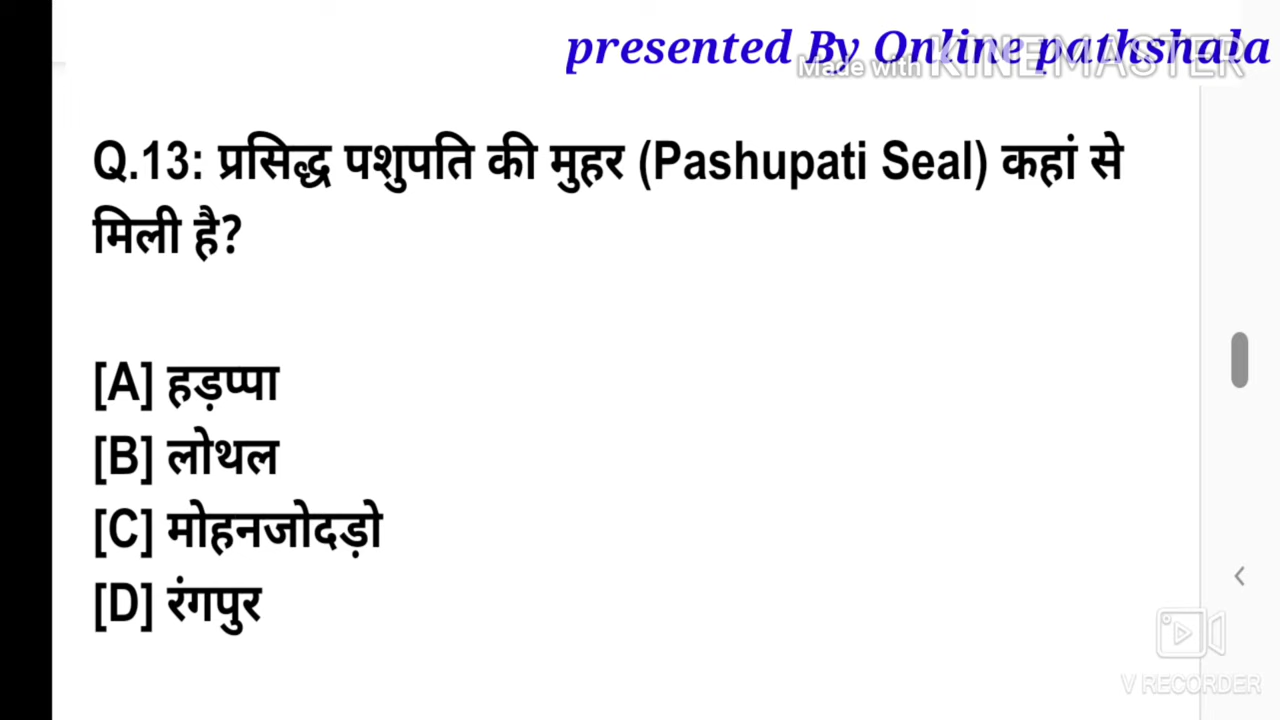 presented By Online pathshala
Made with KINEMASTER
Q.13: प्रसिद्ध पशुपति की मुहर (Pashupati Seal) कहां से
मिली है?
[A] हड़प्पा
[B] लोथल
[C] मोहनजोदड़ो
[D] रंगपुर
V RECORDER